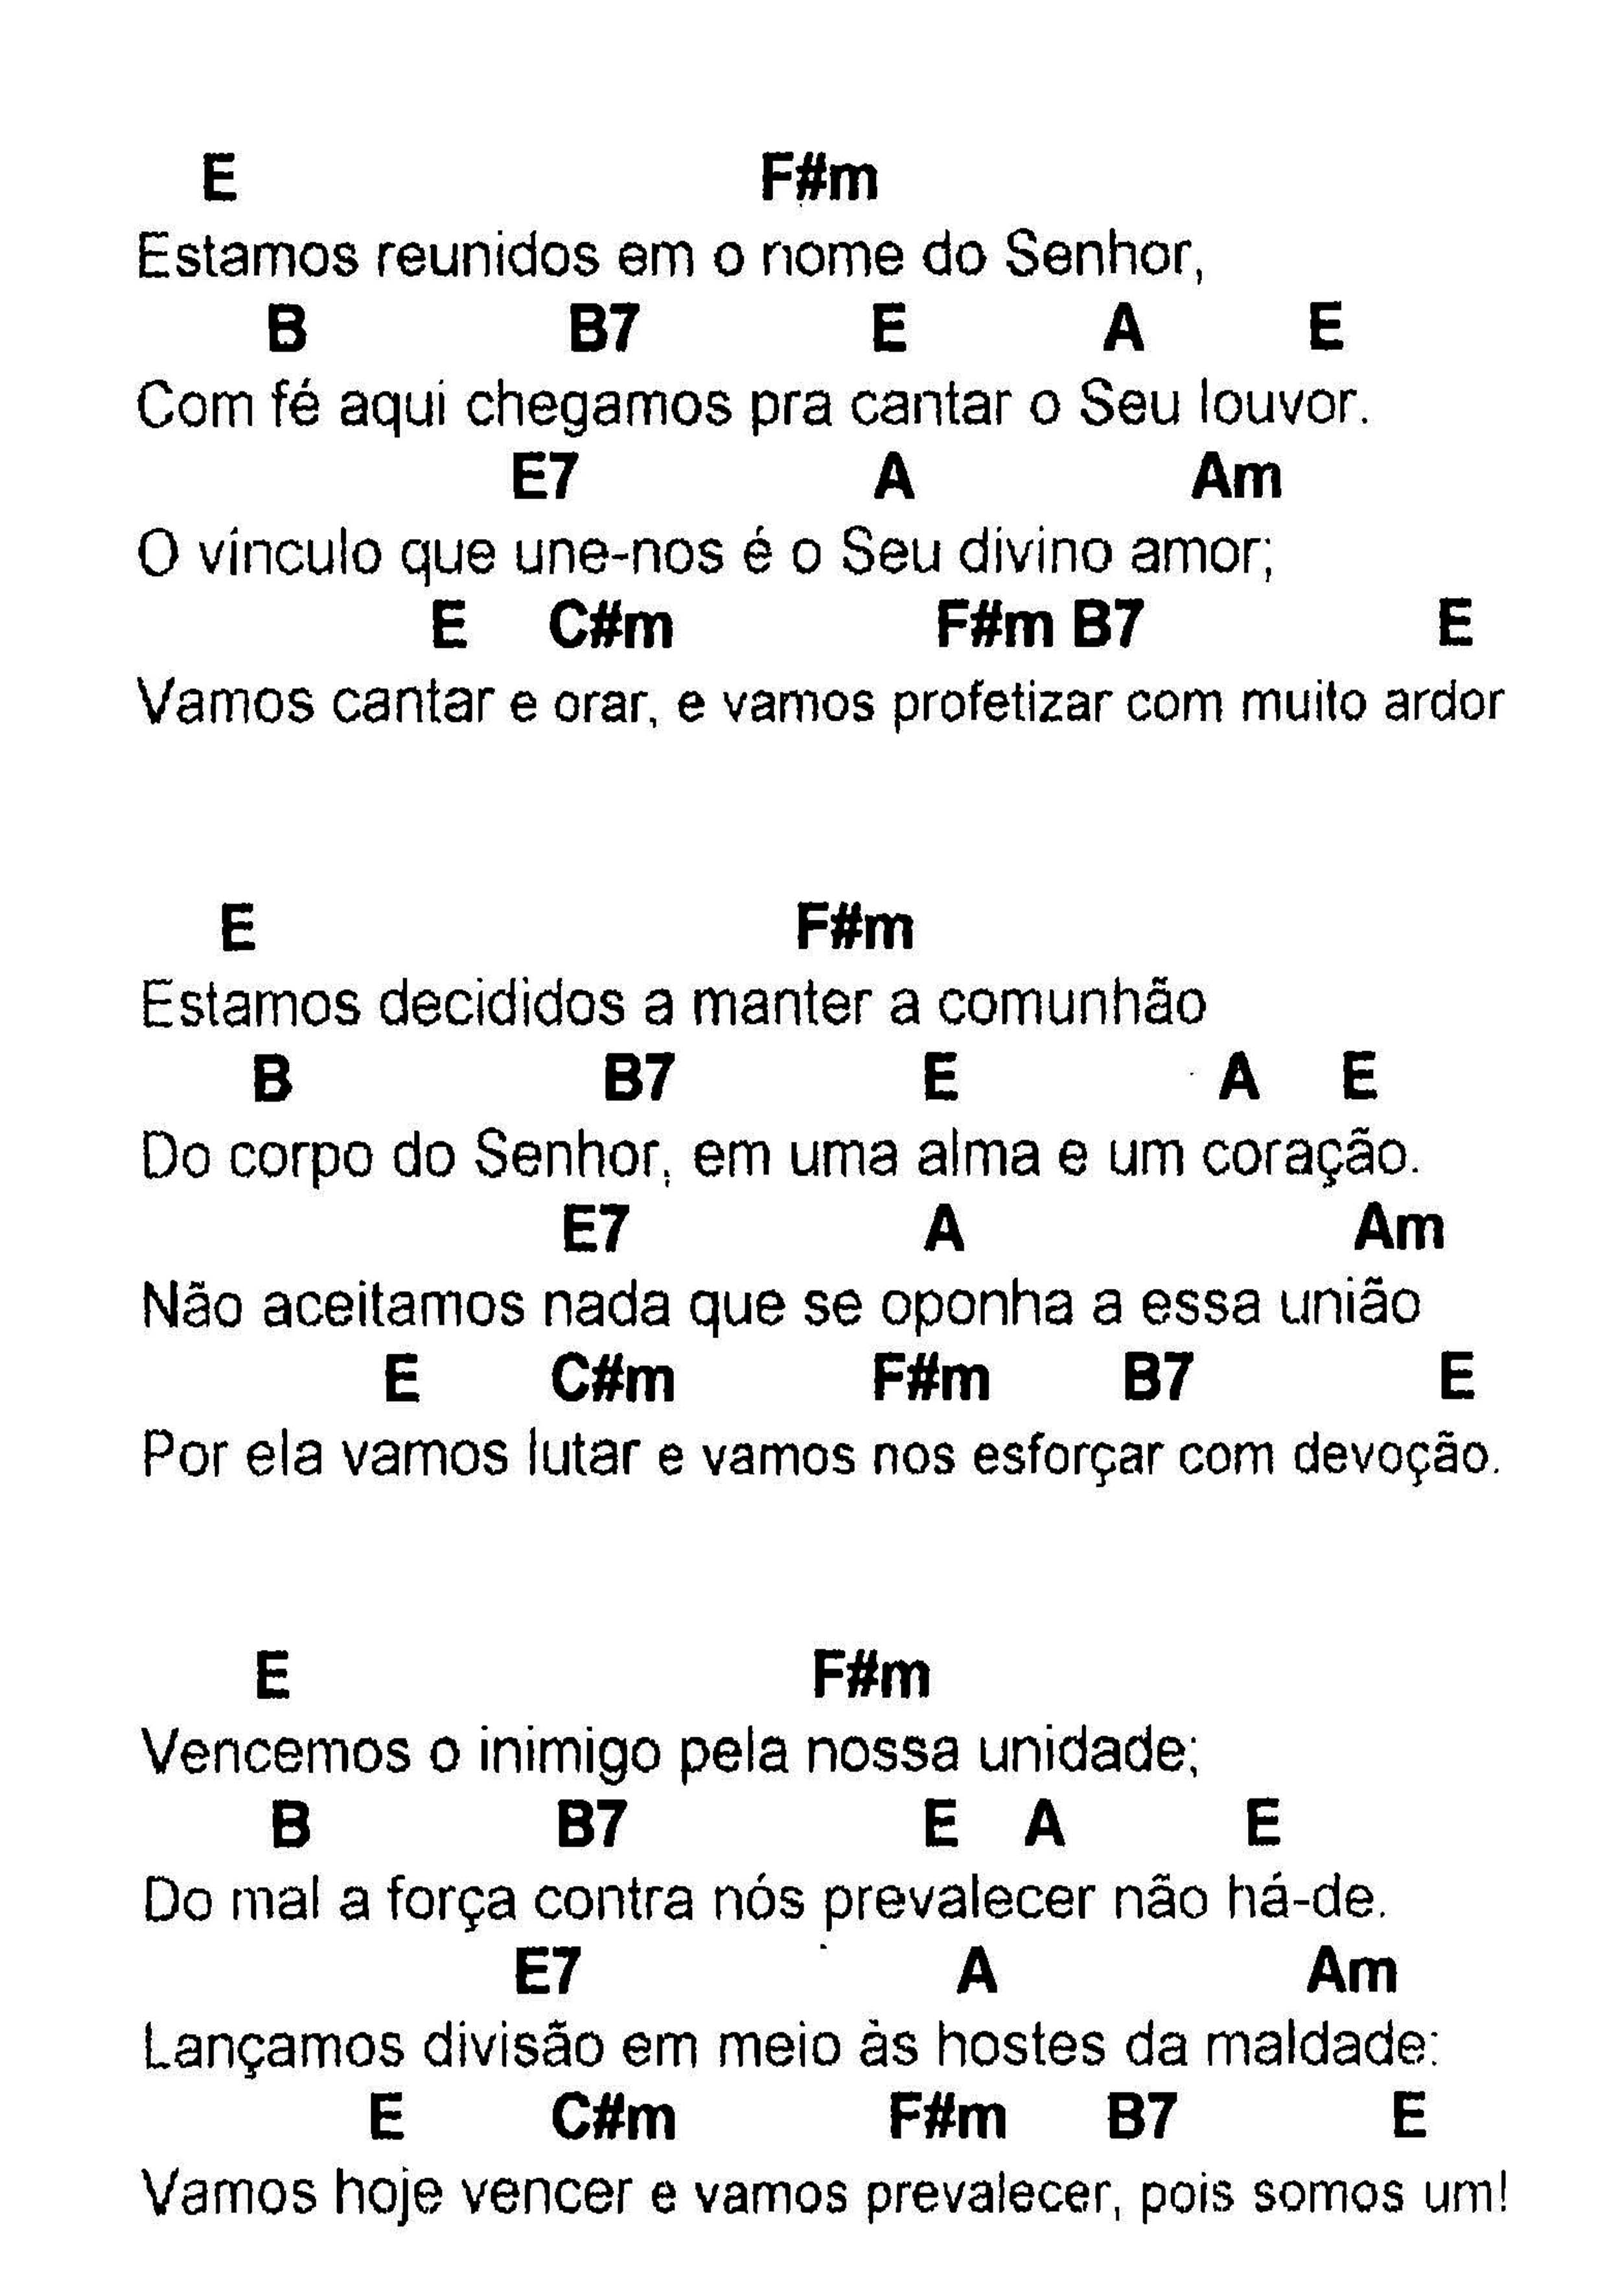 E F#m
Estamos reunidos em o nome do Senhor,
B B7 E A E
Com fé aqui chegamos pra cantar o Seu louvor.
E7 A Am
O vínculo que une-nos é o Seu divino amor;
E C#m F#m B7 E
Vamos cantar e orar, e vamos profetizar com muito ardor
E F#m
Estamos decididos a manter a comunhão
B B7 E A E
Do corpo do Senhor, em uma alma e um coração.
E7 A Am
Não aceitamos nada que se oponha a essa união
E C#m F#m B7 E
Por ela vamos lutar e vamos nos esforçar com devoção.
E F#m
Vencemos o inimigo pela nossa unidade;
B B7 E A E
Do mal a força contra nós prevalecer não há-de.
E7 A Am
Lançamos divisão em meio às hostes da maldade:
E C#m F#m B7 E
Vamos hoje vencer e vamos prevalecer, pois somos um!